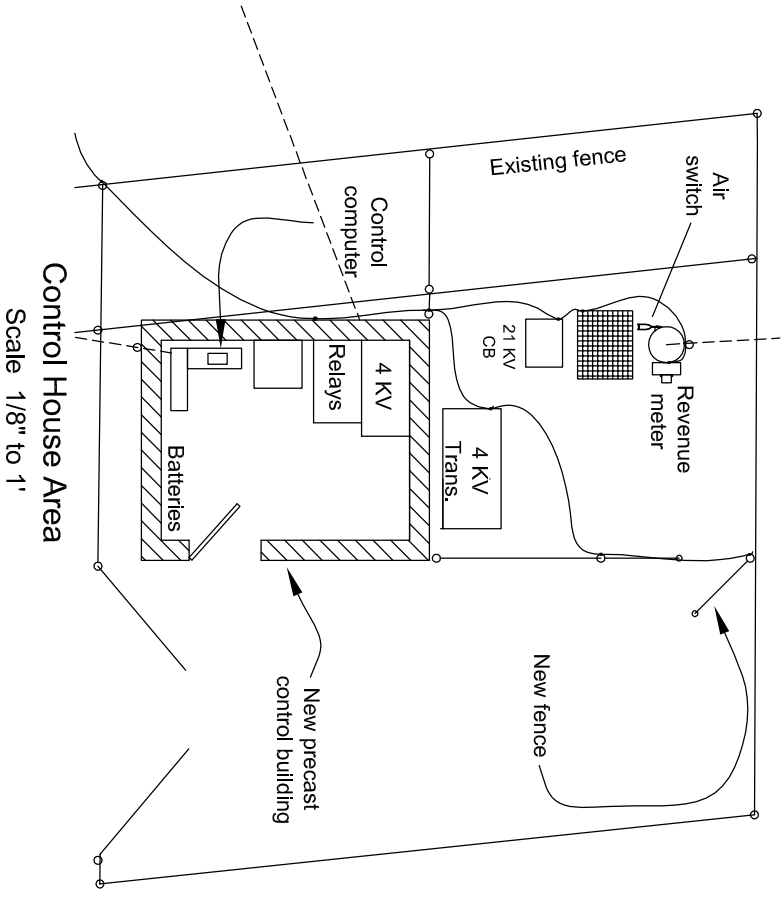 Existing fence
Air
switch
Revenue
meter
21 KV
CB
4 KV
Trans.
Control
computer
4 KV
Relays
Batteries
New fence
New precast
control building
Control House Area
Scale 1/8" to 1'